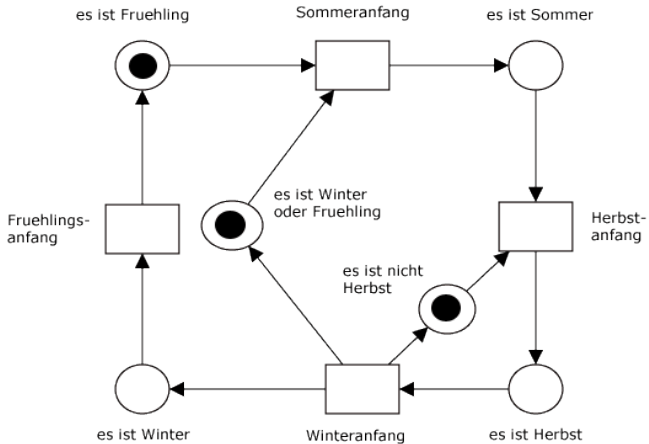 es ist Fruehling
Sommeranfang
es ist Sommer
Fruehlings-
anfang
es ist Winter
oder Fruehling
Herbst-
anfang
es ist nicht
Herbst
es ist Winter
Winteranfang
es ist Herbst